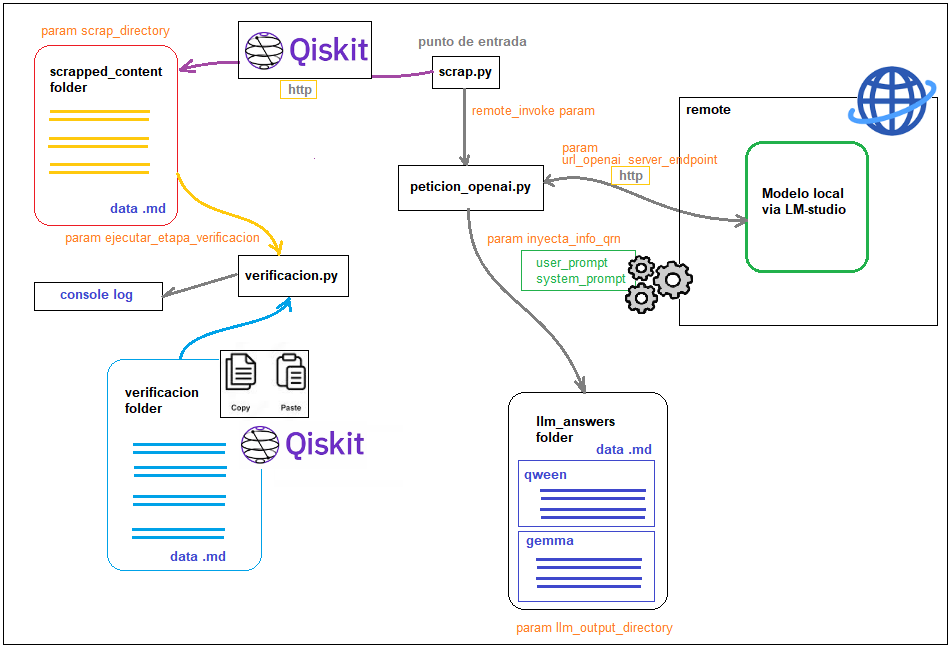 param scrap_directory
scrapped_content
folder
data .md
Qiskit
http
punto de entrada
scrap.py
remote_invoke param
peticion_openai.py
param
url_openai_server_endpoint
http
remote
Modelo local
via LM-studio
param ejecutar_etapa_verificacion
verificacion.py
console log
param inyecta_info_qrn
user_prompt
system_prompt
verificacion
folder
data .md
Copy
Paste
Qiskit
llm_answers
folder
data .md
qween
gemma
param llm_output_directory